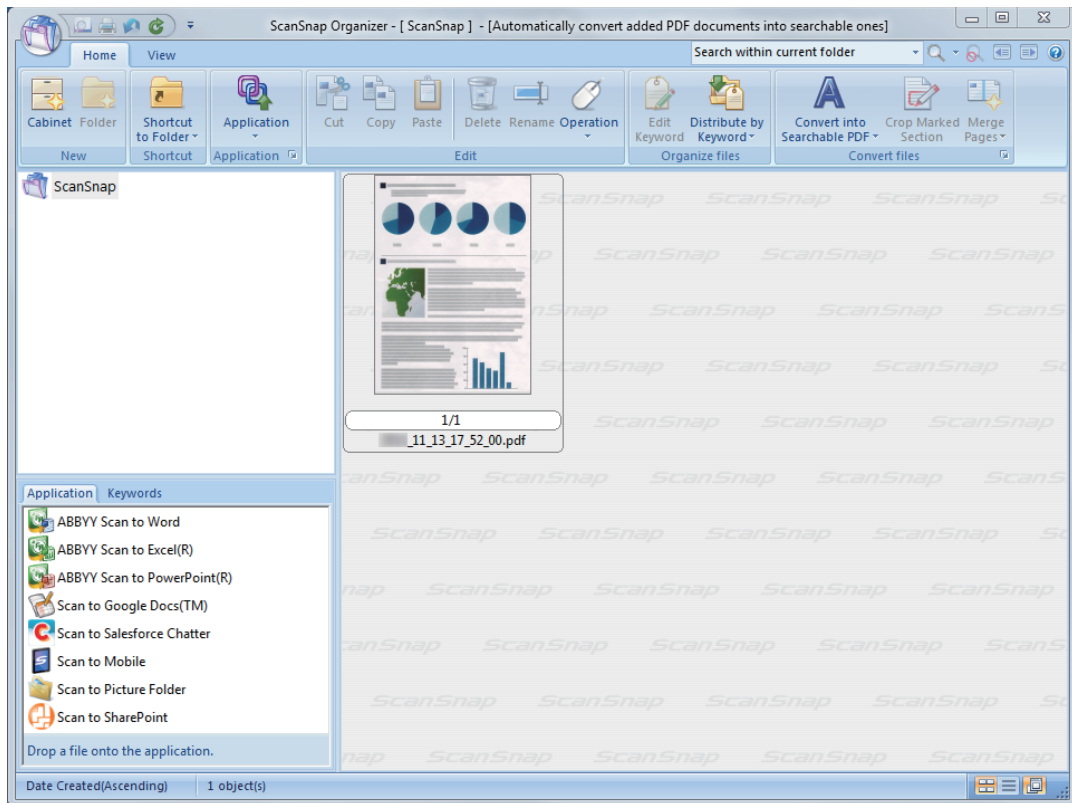 ScanSnap Organizer - [ ScanSnap ] - [Automatically convert added PDF documents into searchable ones]
Home View
Search within current folder
Cabinet Folder
Shortcut to Folder
Application
Cut Copy Paste Delete Rename Operation
Edit Keyword
Distribute by Keyword
Convert into Searchable PDF
Crop Marked Section
Merge Pages
New Shortcut Application Edit Organize files Convert files
ScanSnap
1/1
_11_13_17_52_00.pdf
Application Keywords
ABBYY Scan to Word
ABBYY Scan to Excel(R)
ABBYY Scan to PowerPoint(R)
Scan to Google Docs(TM)
Scan to Salesforce Chatter
Scan to Mobile
Scan to Picture Folder
Scan to SharePoint
Drop a file onto the application.
Date Created(Ascending) 1 object(s)